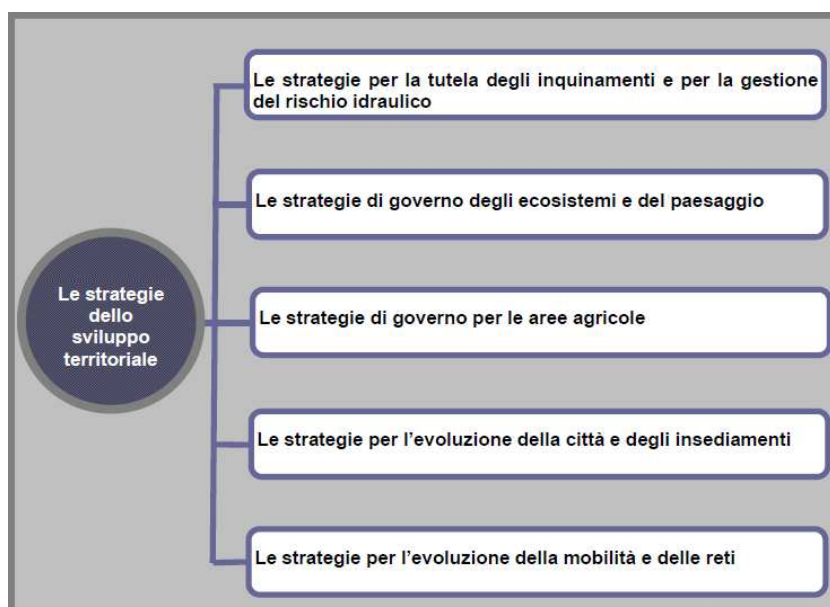 Le strategie per la tutela degli inquinamenti e per la gestione
del rischio idraulico
Le strategie di governo degli ecosistemi e del paesaggio
Le strategie
dello
sviluppo
territoriale
Le strategie di governo per le aree agricole
Le strategie per l'evoluzione della città e degli insediamenti
Le strategie per l'evoluzione della mobilità e delle reti